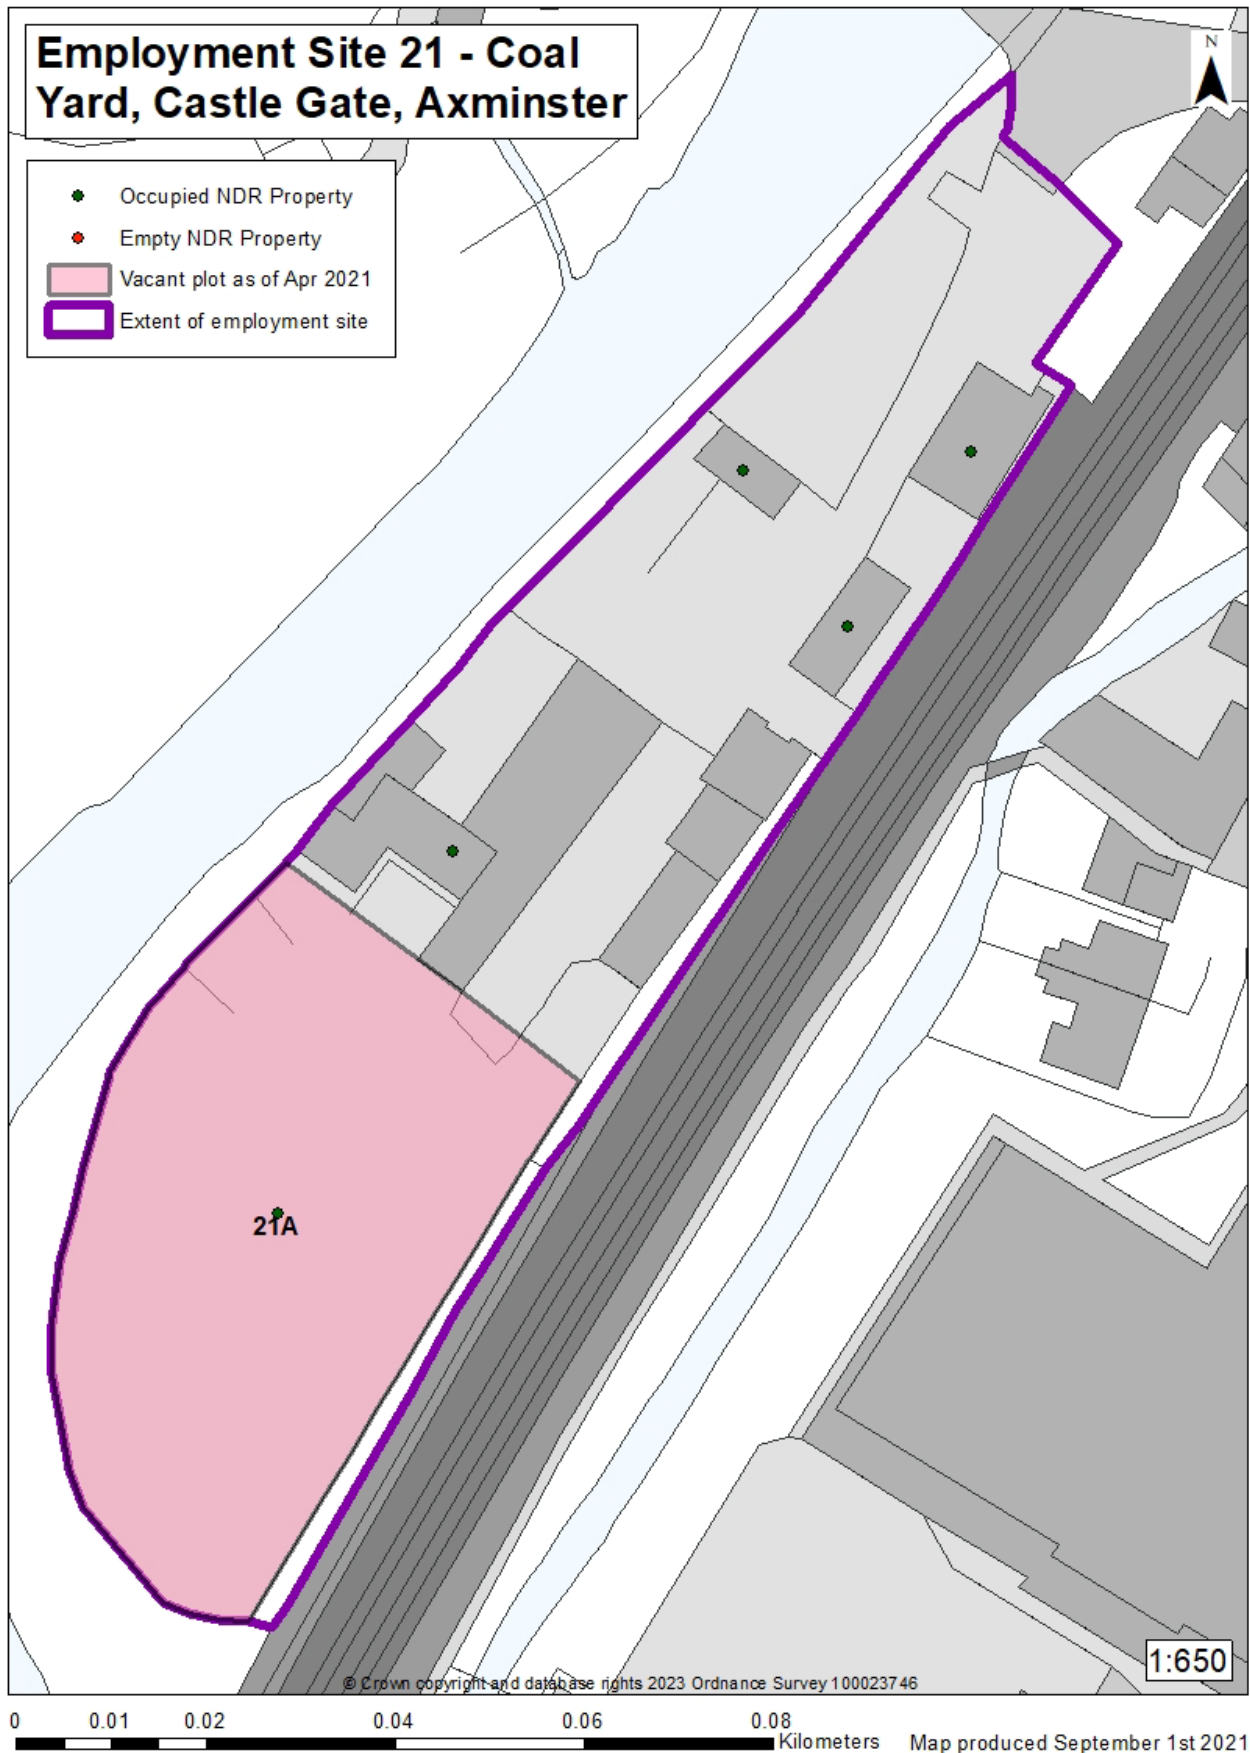 Employment Site 21 - Coal
Yard, Castle Gate, Axminster
N
Occupied NDR Property
Empty NDR Property
Vacant plot as of Apr 2021
Extent of employment site
21A
1:650
© Crown copyright and database rights 2023 Ordnance Survey 100023746
0 0.01 0.02 0.04 0.06 0.08
Kilometers
Map produced September 1st 2021